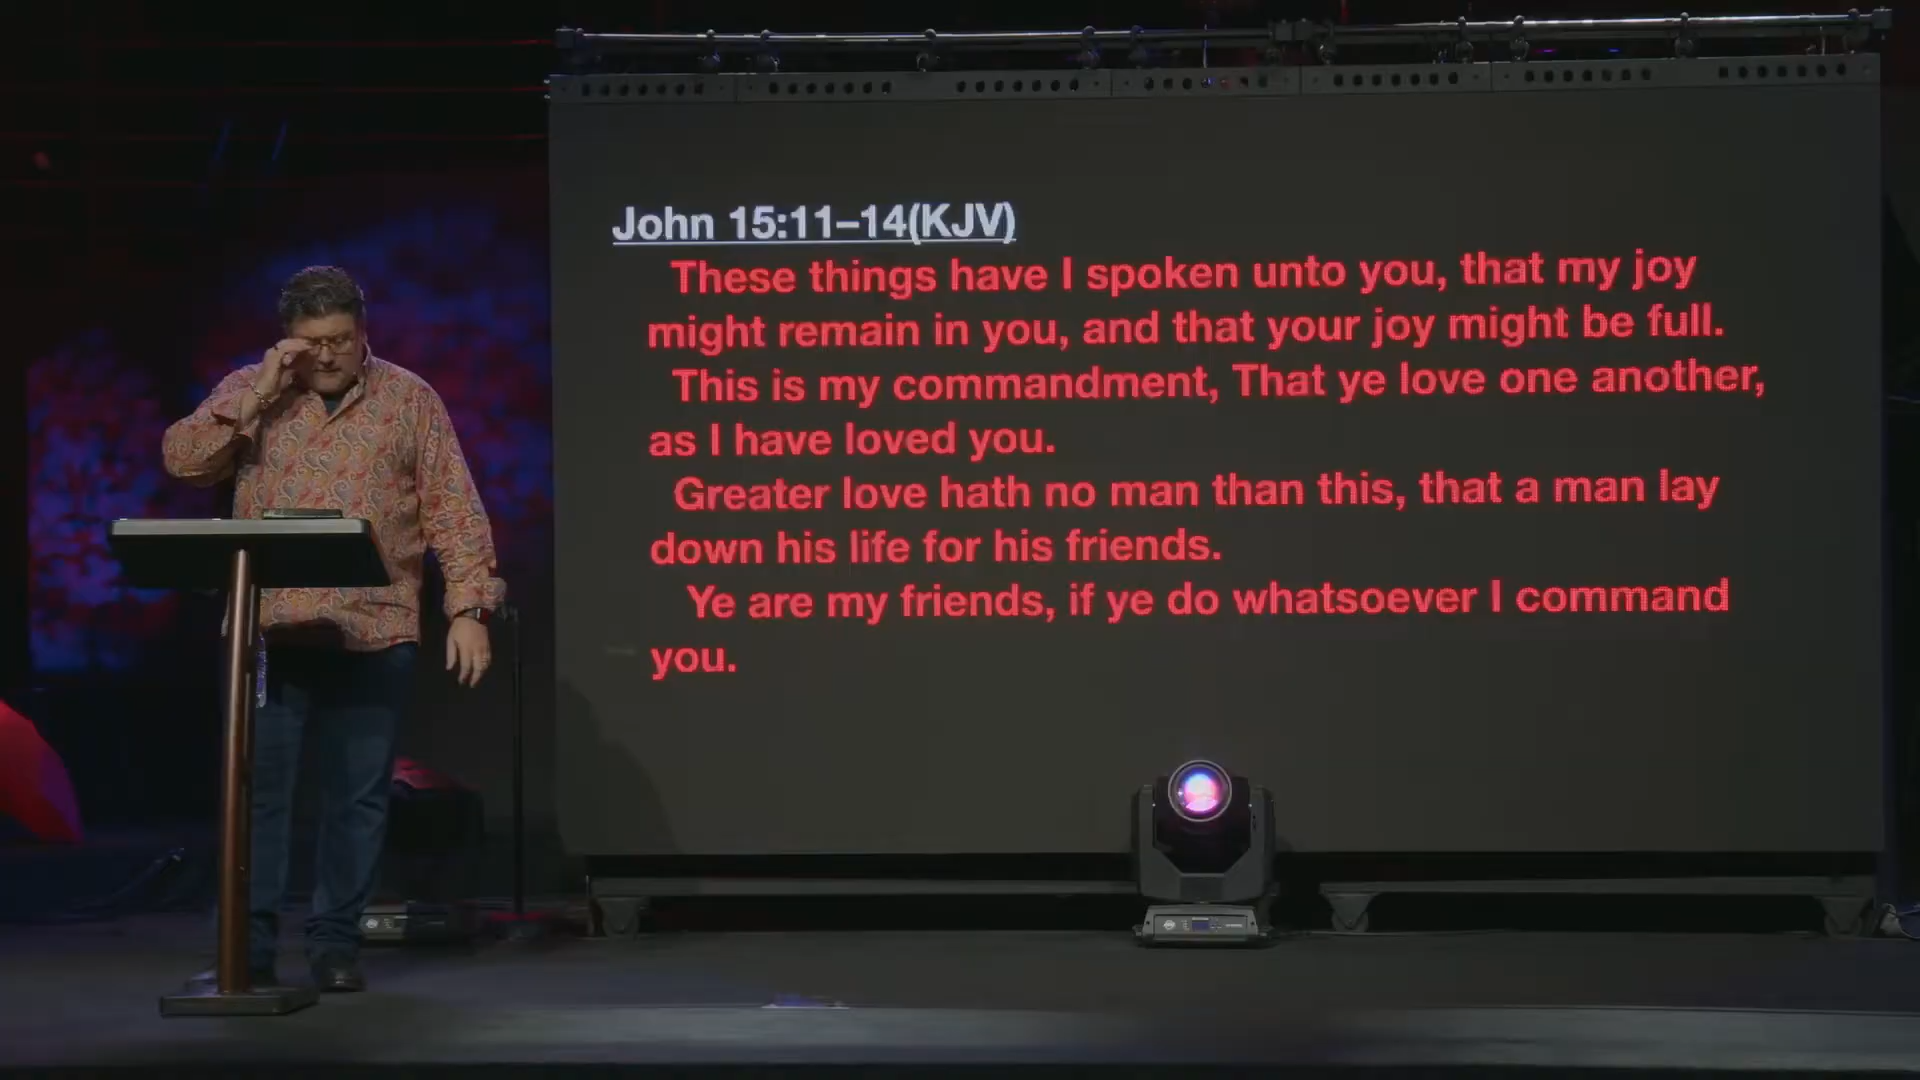 John 15:11–14(KJV)
These things have I spoken unto you, that my joy
might remain in you, and that your joy might be full.
This is my commandment, That ye love one another,
as I have loved you.
Greater love hath no man than this, that a man lay
down his life for his friends.
Ye are my friends, if ye do whatsoever I command
you.